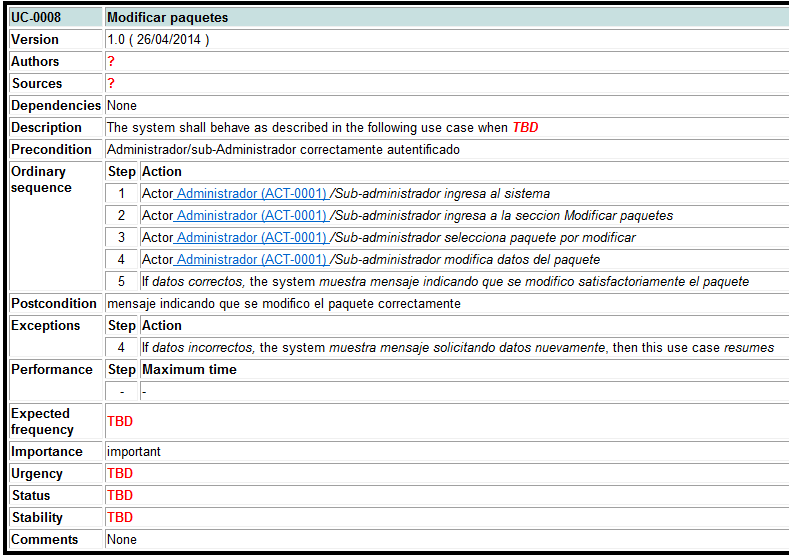 UC-0008 Modificar paquetes
Version 1.0 ( 26/04/2014 )
Authors ?
Sources ?
Dependencies None
Description The system shall behave as described in the following use case when TBD
Precondition Administrador/sub-Administrador correctamente autentificado
Ordinary sequence Step Action
1 Actor Administrador (ACT-0001) /Sub-administrador ingresa al sistema
2 Actor Administrador (ACT-0001) /Sub-administrador ingresa a la seccion Modificar paquetes
3 Actor Administrador (ACT-0001) /Sub-administrador selecciona paquete por modificar
4 Actor Administrador (ACT-0001) /Sub-administrador modifica datos del paquete
5 If datos correctos, the system muestra mensaje indicando que se modifico satisfactoriamente el paquete
Postcondition mensaje indicando que se modifico el paquete correctamente
Exceptions Step Action
4 If datos incorrectos, the system muestra mensaje solicitando datos nuevamente, then this use case resumes
Performance Step Maximum time
- -
Expected frequency TBD
Importance important
Urgency TBD
Status TBD
Stability TBD
Comments None